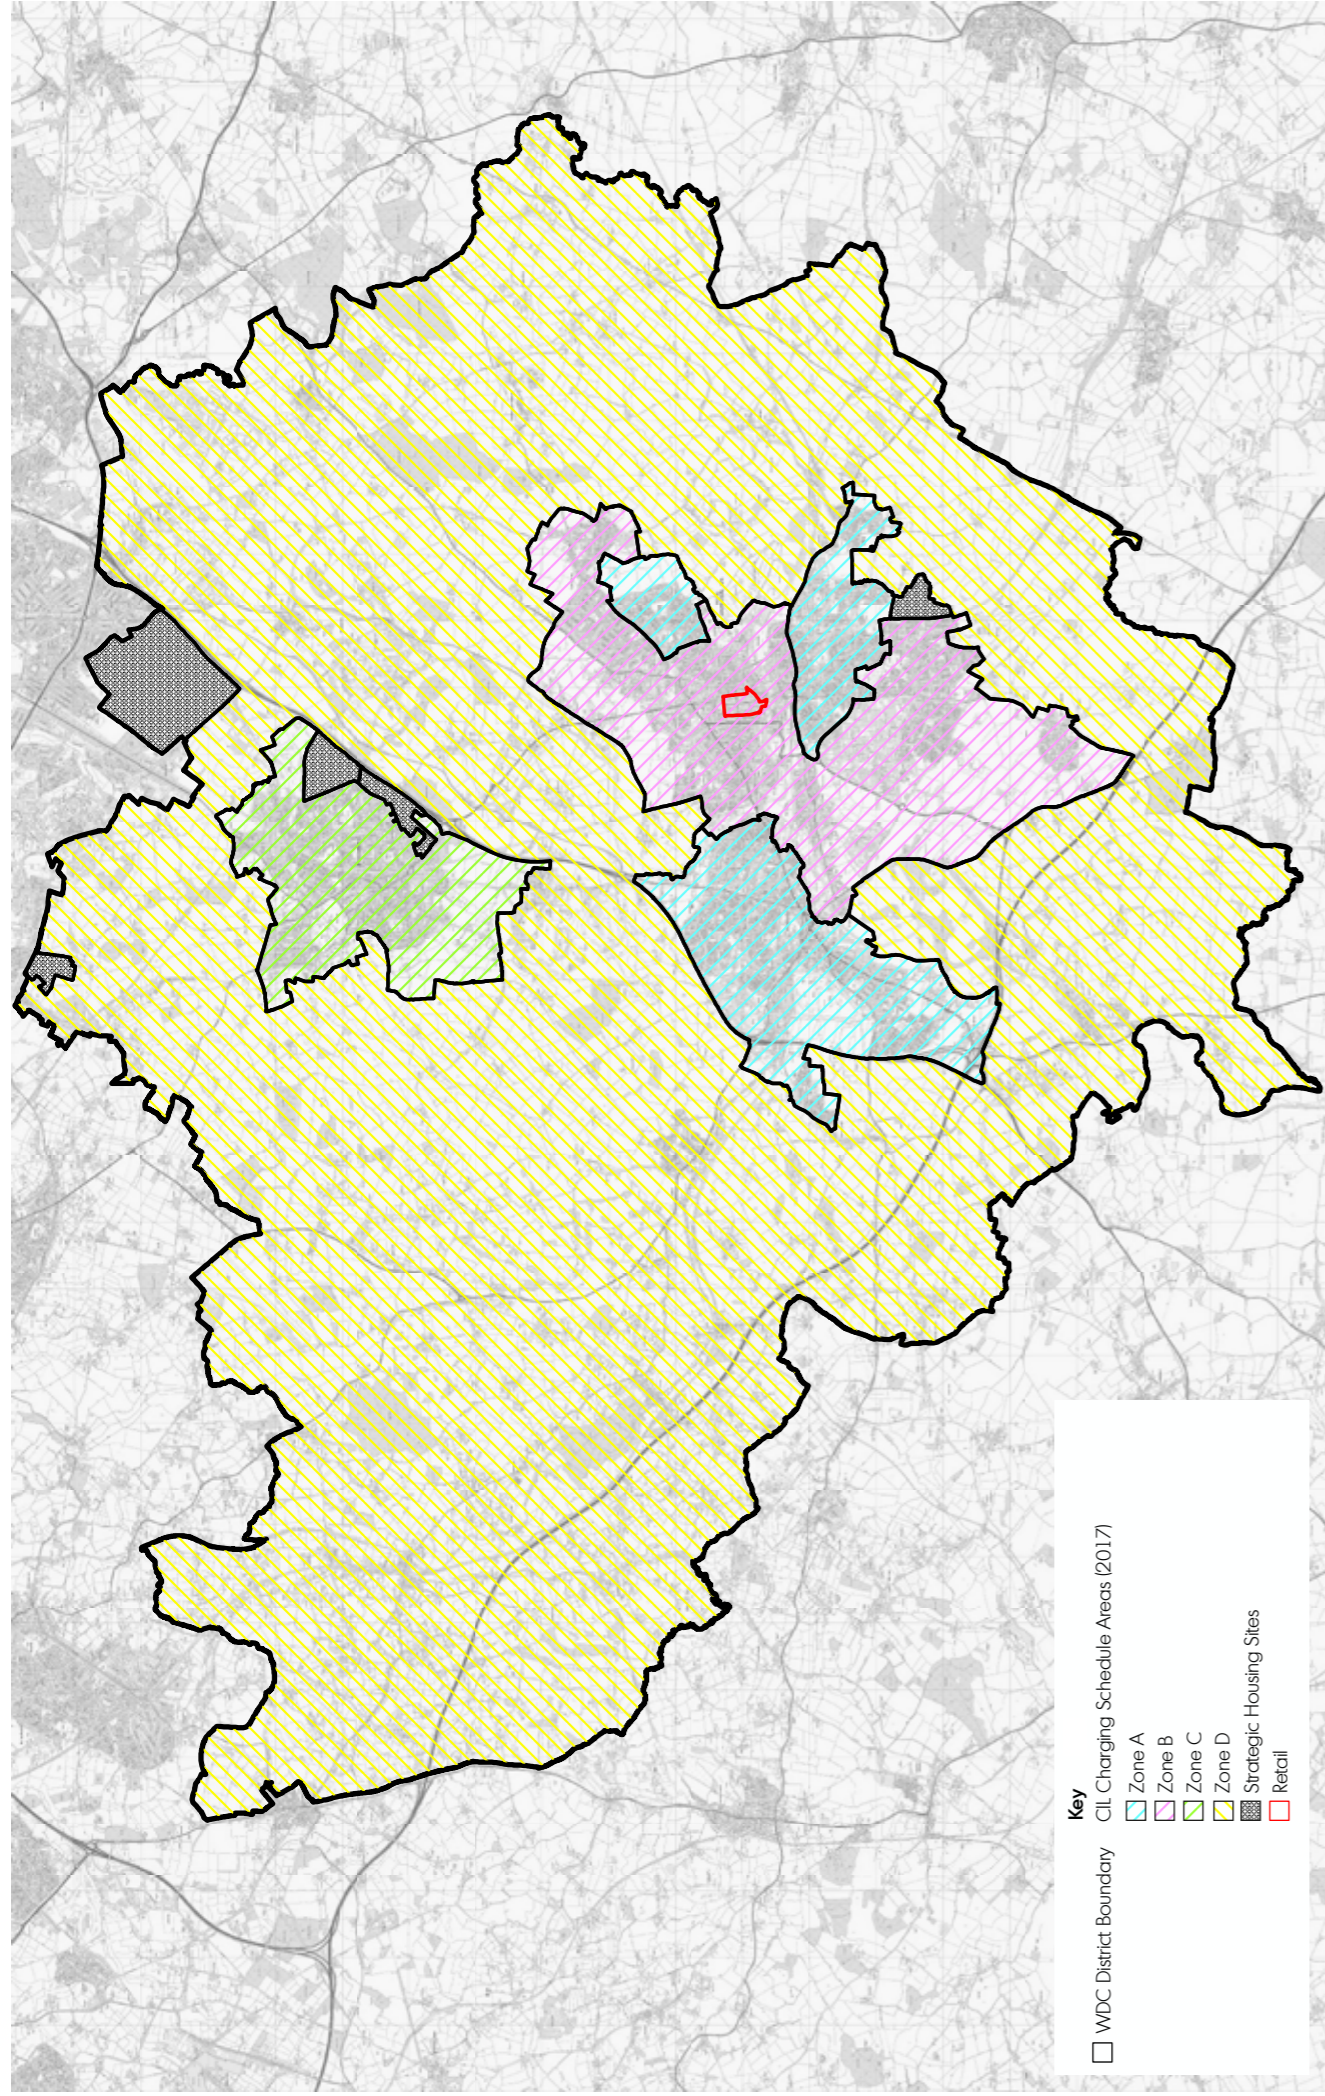 Key
WDC District Boundary
CIL Charging Schedule Areas (2017)
Zone A
Zone B
Zone C
Zone D
Strategic Housing Sites
Retail